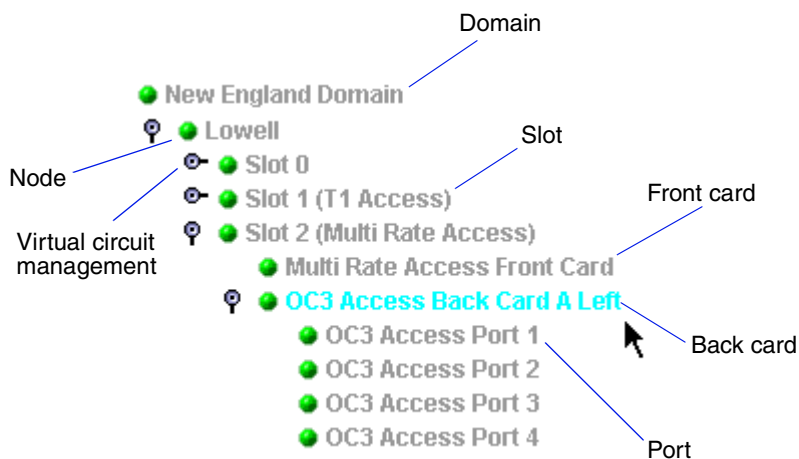 Domain
New England Domain
Lowell
Slot
Slot 0
Node
Slot 1 (T1 Access)
Front card
Virtual circuit
management
Slot 2 (Multi Rate Access)
Multi Rate Access Front Card
OC3 Access Back Card A Left
OC3 Access Port 1
Back card
OC3 Access Port 2
OC3 Access Port 3
OC3 Access Port 4
Port